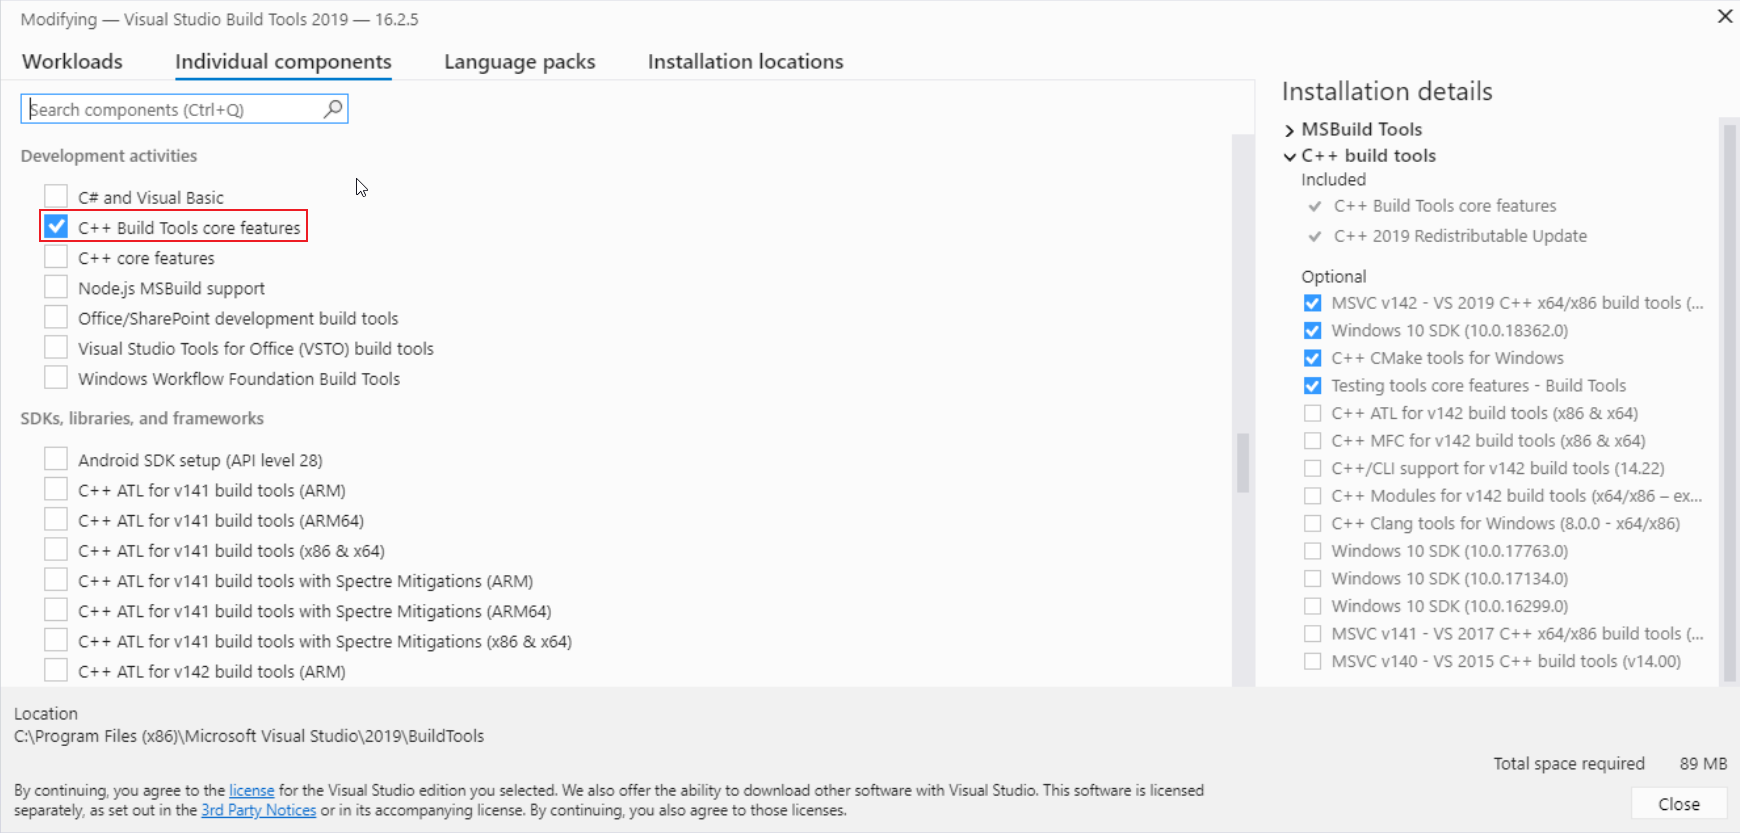 Modifying — Visual Studio Build Tools 2019 — 16.2.5
Workloads
Individual components
Language packs
Installation locations
Search components (Ctrl+Q)
Development activities
C# and Visual Basic
C++ Build Tools core features
C++ core features
Node.js MSBuild support
Office/SharePoint development build tools
Visual Studio Tools for Office (VSTO) build tools
Windows Workflow Foundation Build Tools
SDKs, libraries, and frameworks
Android SDK setup (API level 28)
C++ ATL for v141 build tools (ARM)
C++ ATL for v141 build tools (ARM64)
C++ ATL for v141 build tools (x86 & x64)
C++ ATL for v141 build tools with Spectre Mitigations (ARM)
C++ ATL for v141 build tools with Spectre Mitigations (ARM64)
C++ ATL for v141 build tools with Spectre Mitigations (x86 & x64)
C++ ATL for v142 build tools (ARM)
Installation details
MSBuild Tools
C++ build tools
Included
C++ Build Tools core features
C++ 2019 Redistributable Update
Optional
MSVC v142 - VS 2019 C++ x64/x86 build tools (...
Windows 10 SDK (10.0.18362.0)
C++ CMake tools for Windows
Testing tools core features - Build Tools
C++ ATL for v142 build tools (x86 & x64)
C++ MFC for v142 build tools (x86 & x64)
C++/CLI support for v142 build tools (14.22)
C++ Modules for v142 build tools (x64/x86 – ex...
C++ Clang tools for Windows (8.0.0 - x64/x86)
Windows 10 SDK (10.0.17763.0)
Windows 10 SDK (10.0.17134.0)
Windows 10 SDK (10.0.16299.0)
MSVC v141 - VS 2017 C++ x64/x86 build tools (...
MSVC v140 - VS 2015 C++ build tools (v14.00)
Location
C:\Program Files (x86)\Microsoft Visual Studio\2019\BuildTools
Total space required 89 MB
By continuing, you agree to the license for the Visual Studio edition you selected. We also offer the ability to download other software with Visual Studio. This software is licensed
separately, as set out in the 3rd Party Notices or in its accompanying license. By continuing, you also agree to those licenses.
Close